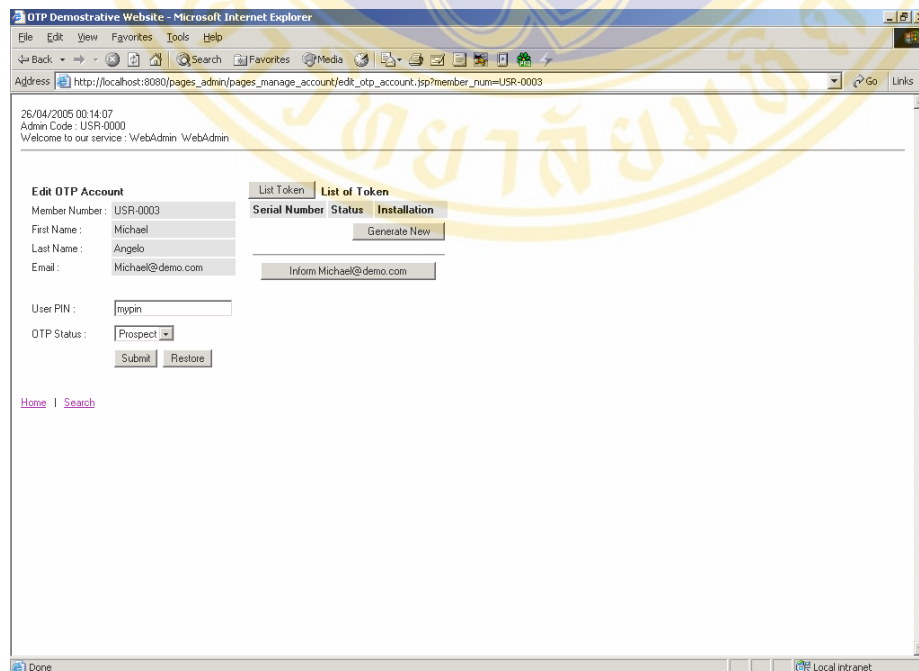 OTP Demostrative Website - Microsoft Internet Explorer
File Edit View Favorites Tools Help
Back Search Favorites Media
Address http://localhost:8080/pages_admin/pages_manage_account/edit_otp_account.jsp?member_num=USR-0003 Go Links
26/04/2005 00:14:07
Admin Code : USR-0000
Welcome to our service : WebAdmin WebAdmin
Edit OTP Account
Member Number : USR-0003
First Name : Michael
Last Name : Angelo
Email : Michael@demo.com
User PIN : mypin
OTP Status : Prospect
Submit Restore
List Token List of Token
Serial Number Status Installation
Generate New
Inform Michael@demo.com
Home | Search
Done Local intranet